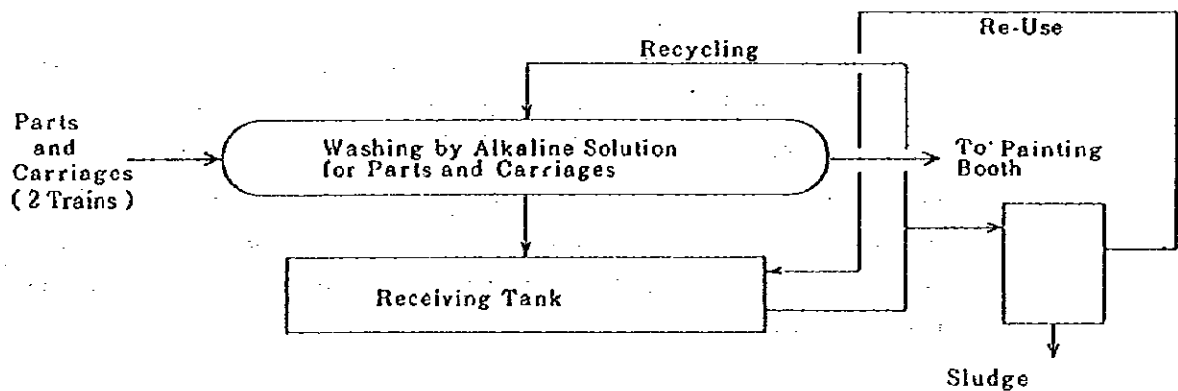 Re-Use
Recycling
Parts
and
Carriages
( 2 Trains )
Washing by Alkaline Solution
for Parts and Carriages
To Painting
Booth
Receiving Tank
Sludge